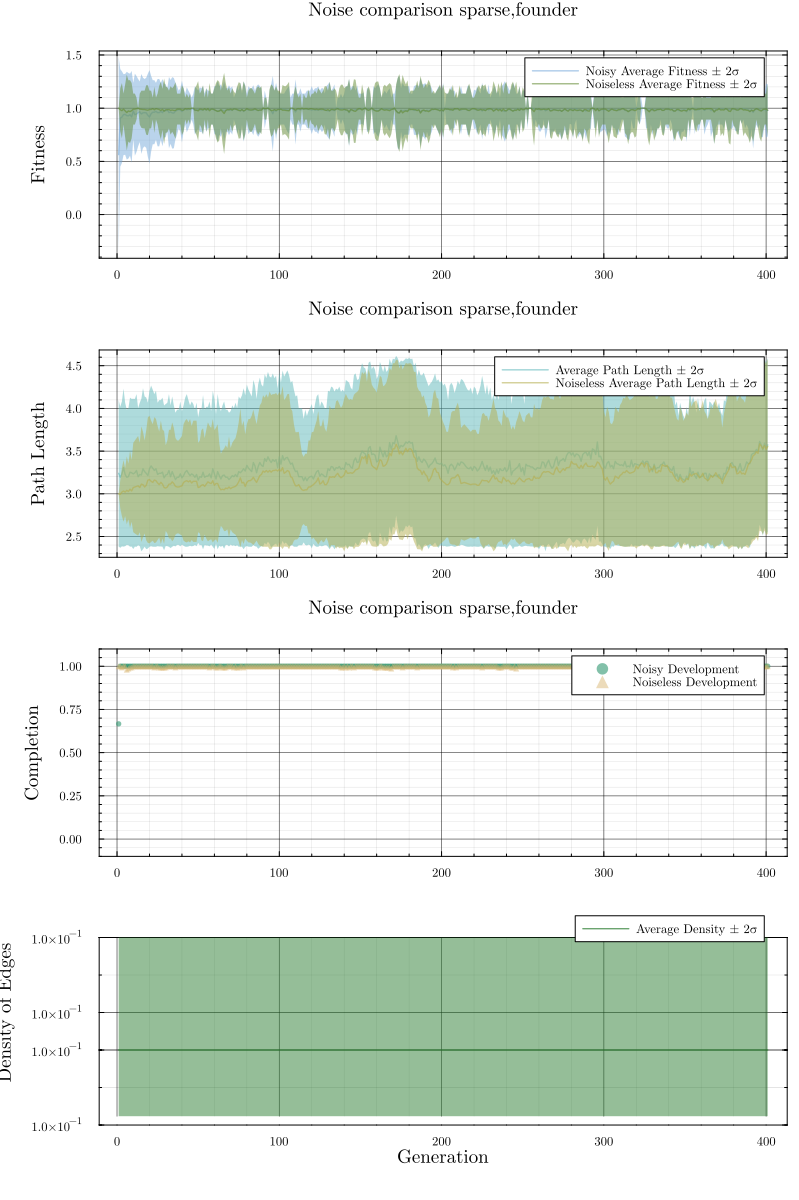 Noise comparison sparse,founder
Fitness
1.5
1.0
0.5
0.0
Noisy Average Fitness ± 2σ
Noiseless Average Fitness ± 2σ
0 100 200 300 400
Noise comparison sparse,founder
Path Length
4.5
4.0
3.5
3.0
2.5
Average Path Length ± 2σ
Noiseless Average Path Length ± 2σ
0 100 200 300 400
Noise comparison sparse,founder
Completion
1.00
0.75
0.50
0.25
0.00
Noisy Development
Noiseless Development
0 100 200 300 400
Density of Edges
Average Density ± 2σ
1.0×10⁻¹
1.0×10⁻¹
1.0×10⁻¹
1.0×10⁻¹
0 100 200 300 400
Generation